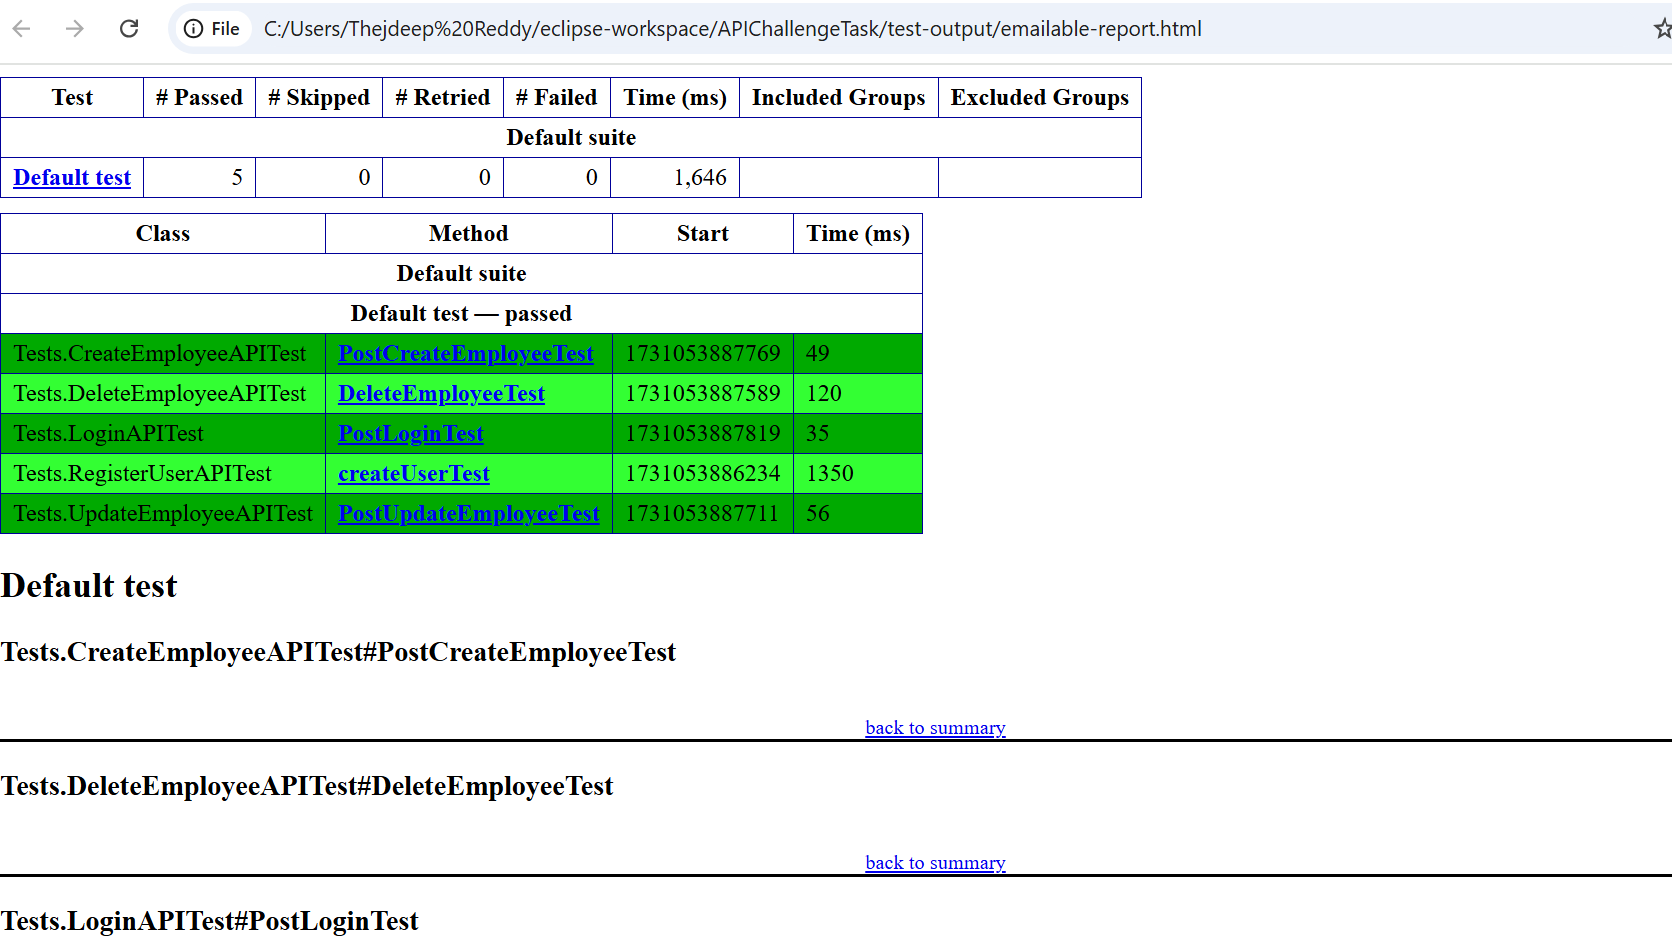 File C:/Users/Thejdeep%20Reddy/eclipse-workspace/APIChallengeTask/test-output/emailable-report.html
Test # Passed # Skipped # Retried # Failed Time (ms) Included Groups Excluded Groups
Default suite
Default test 5 0 0 0 1,646
Class Method Start Time (ms)
Default suite
Default test — passed
Tests.CreateEmployeeAPITest PostCreateEmployeeTest 1731053887769 49
Tests.DeleteEmployeeAPITest DeleteEmployeeTest 1731053887589 120
Tests.LoginAPITest PostLoginTest 1731053887819 35
Tests.RegisterUserAPITest createUserTest 1731053886234 1350
Tests.UpdateEmployeeAPITest PostUpdateEmployeeTest 1731053887711 56
Default test
Tests.CreateEmployeeAPITest#PostCreateEmployeeTest
back to summary
Tests.DeleteEmployeeAPITest#DeleteEmployeeTest
back to summary
Tests.LoginAPITest#PostLoginTest